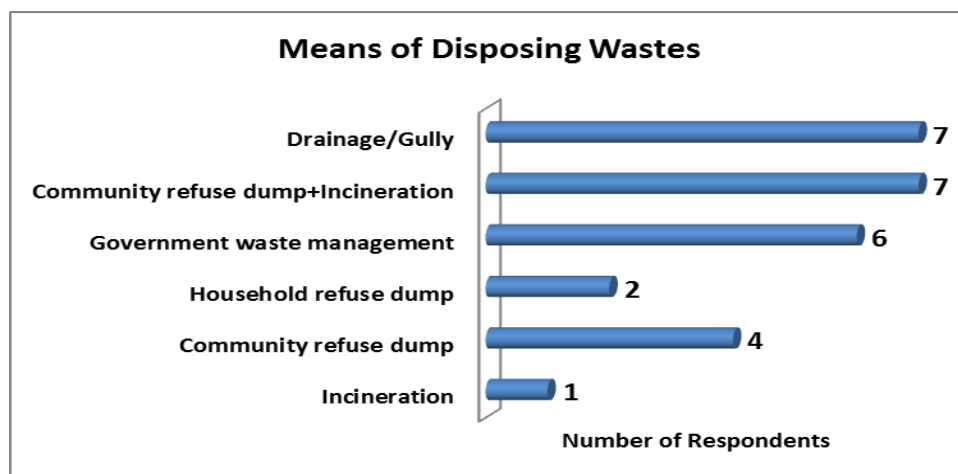 Means of Disposing Wastes
Drainage/Gully 7
Community refuse dump+Incineration 7
Government waste management 6
Household refuse dump 2
Community refuse dump 4
Incineration 1
Number of Respondents